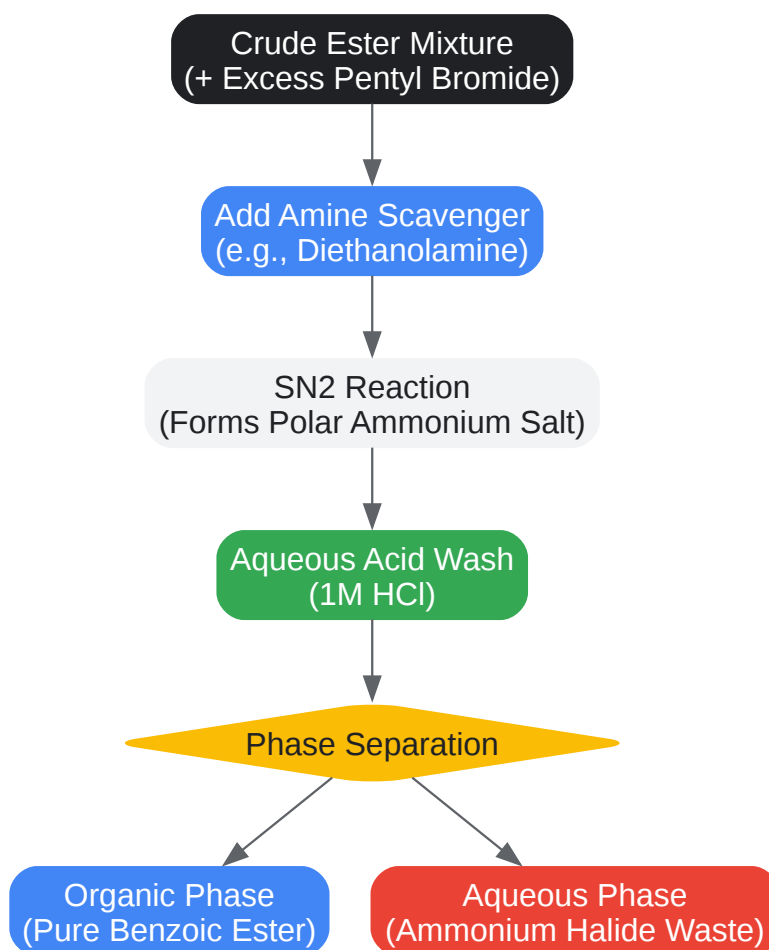 Crude Ester Mixture
(+ Excess Pentyl Bromide)
Add Amine Scavenger
(e.g., Diethanolamine)
SN2 Reaction
(Forms Polar Ammonium Salt)
Aqueous Acid Wash
(1M HCl)
Phase Separation
Organic Phase
(Pure Benzoic Ester)
Aqueous Phase
(Ammonium Halide Waste)